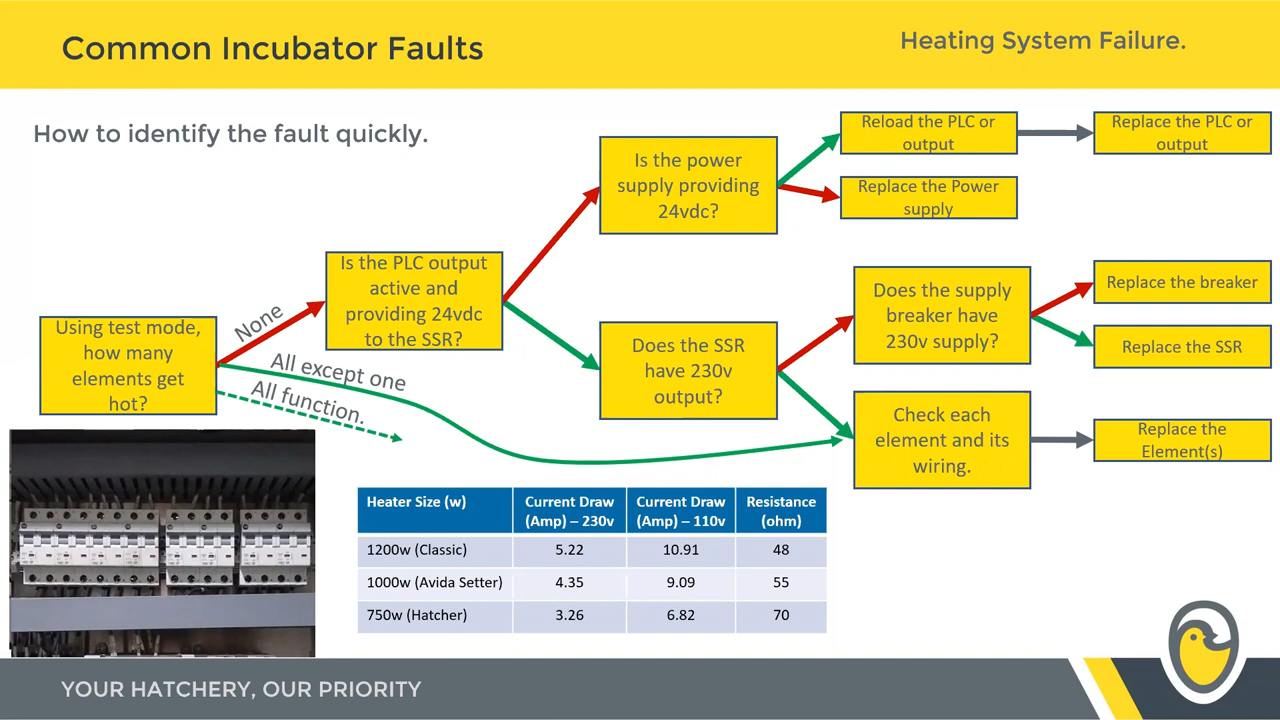 Common Incubator Faults
Heating System Failure.
How to identify the fault quickly.
Using test mode,
how many
elements get
hot?
None
All except one
All function.
Is the PLC output
active and
providing 24vdc
to the SSR?
Is the power
supply providing
24vdc?
Reload the PLC or
output
Replace the PLC or
output
Replace the Power
supply
Does the SSR
have 230v
output?
Does the supply
breaker have
230v supply?
Replace the breaker
Replace the SSR
Check each
element and its
wiring.
Replace the
Element(s)
Heater Size (w) Current Draw (Amp) – 230v Current Draw (Amp) – 110v Resistance (ohm)
1200w (Classic) 5.22 10.91 48
1000w (Avida Setter) 4.35 9.09 55
750w (Hatcher) 3.26 6.82 70
YOUR HATCHERY, OUR PRIORITY